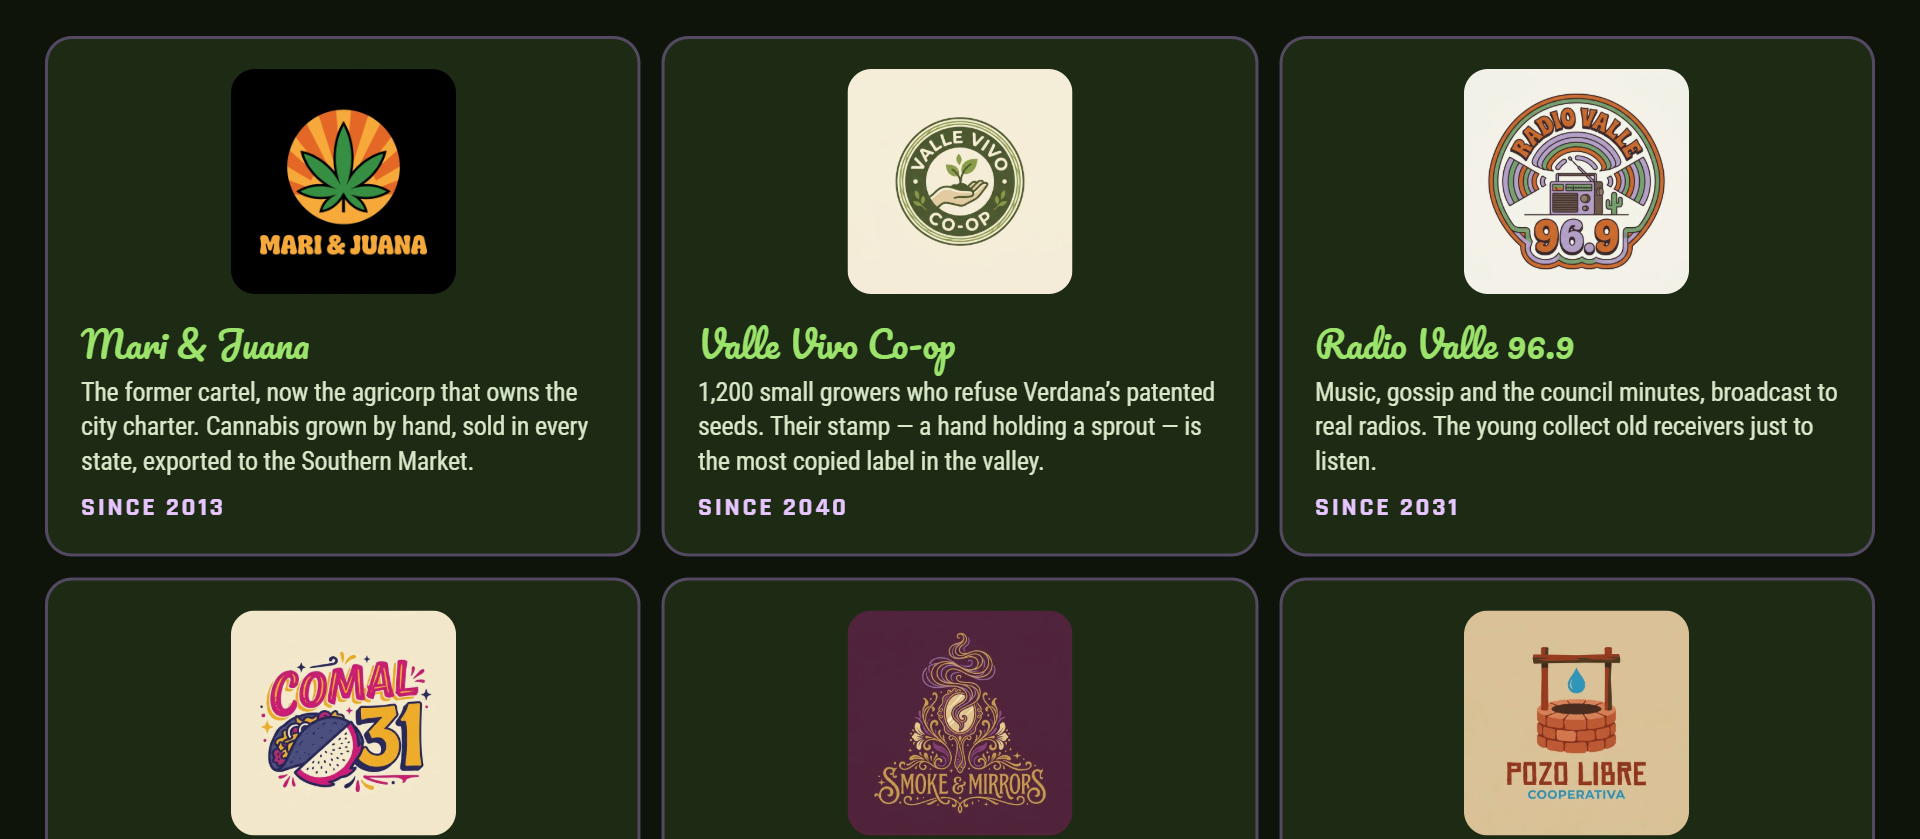 MARI & JUANA
VALLE VIVO
CO-OP
RADIO VALLE
96.9
Mari & Juana
The former cartel, now the agricorp that owns the
city charter. Cannabis grown by hand, sold in every
state, exported to the Southern Market.
SINCE 2013
Valle Vivo Co-op
1,200 small growers who refuse Verdana’s patented
seeds. Their stamp — a hand holding a sprout — is
the most copied label in the valley.
SINCE 2040
Radio Valle 96.9
Music, gossip and the council minutes, broadcast to
real radios. The young collect old receivers just to
listen.
SINCE 2031
COMAL
31
SMOKE & MIRRORS
POZO LIBRE
COOPERATIVA